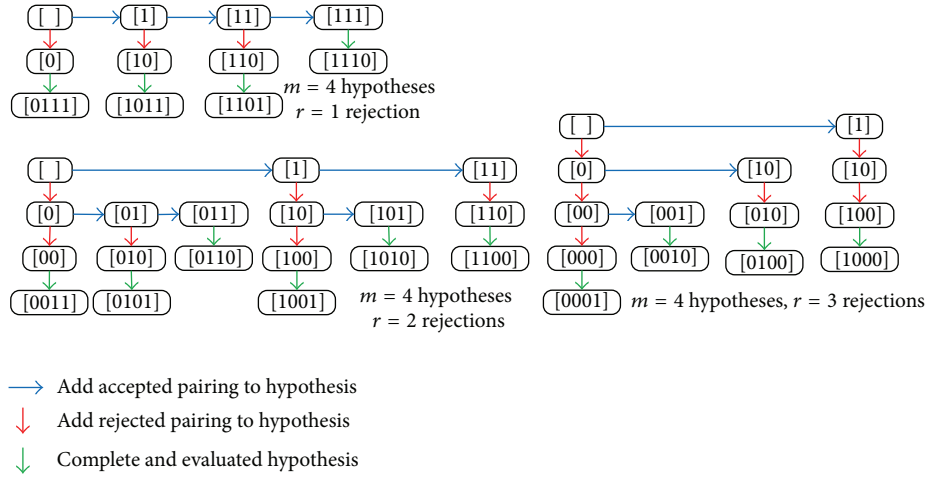 [ ] [1] [11] [111]
[0] [10] [110] [1110]
[0111] [1011] [1101]
m = 4 hypotheses
r = 1 rejection
[ ] [1] [11]
[0] [01] [011] [10] [101] [110]
[00] [010] [0110] [100] [1010] [1100]
[0011] [0101] [1001]
m = 4 hypotheses
r = 2 rejections
[ ] [1]
[0] [10] [10]
[00] [001] [010] [100]
[000] [0010] [0100] [1000]
[0001]
m = 4 hypotheses, r = 3 rejections
Add accepted pairing to hypothesis
Add rejected pairing to hypothesis
Complete and evaluated hypothesis